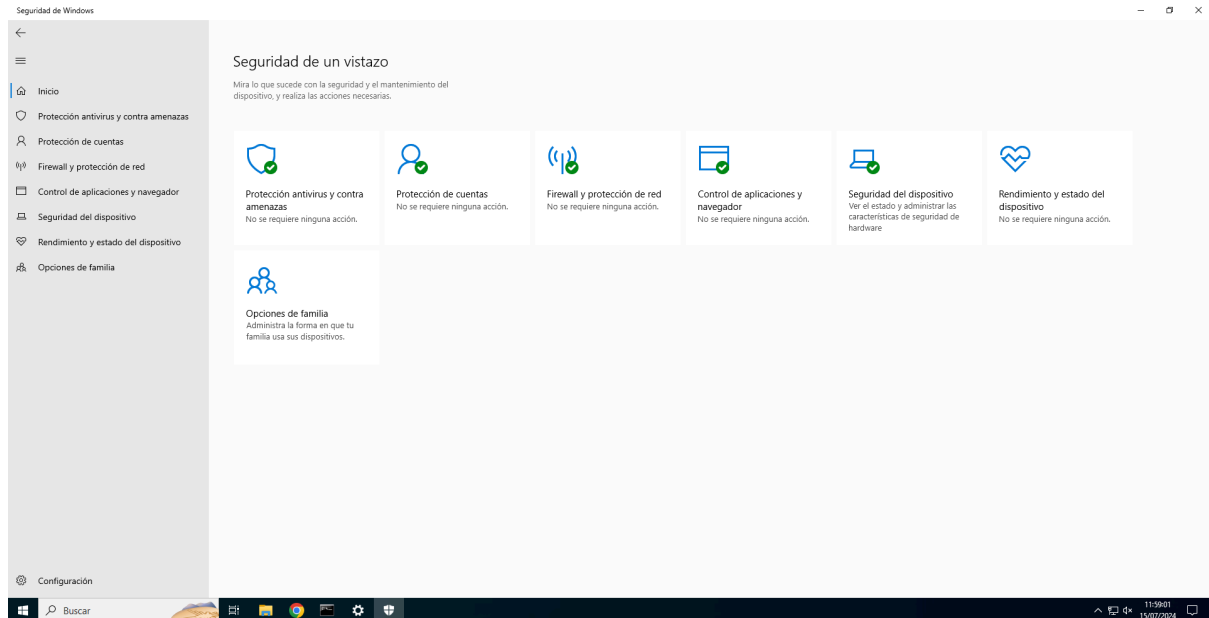 Seguridad de Windows
Inicio
Protección antivirus y contra amenazas
Protección de cuentas
Firewall y protección de red
Control de aplicaciones y navegador
Seguridad del dispositivo
Rendimiento y estado del dispositivo
Opciones de familia
Configuración
Seguridad de un vistazo
Mira lo que sucede con la seguridad y el mantenimiento del
dispositivo, y realiza las acciones necesarias.
Protección antivirus y contra
amenazas
No se requiere ninguna acción.
Protección de cuentas
No se requiere ninguna acción.
Firewall y protección de red
No se requiere ninguna acción.
Control de aplicaciones y
navegador
No se requiere ninguna acción.
Seguridad del dispositivo
Ver el estado y administrar las
características de seguridad de
hardware
Rendimiento y estado del
dispositivo
No se requiere ninguna acción.
Opciones de familia
Administra la forma en que tu
familia usa sus dispositivos.
Buscar
11:59:01
15/07/2024